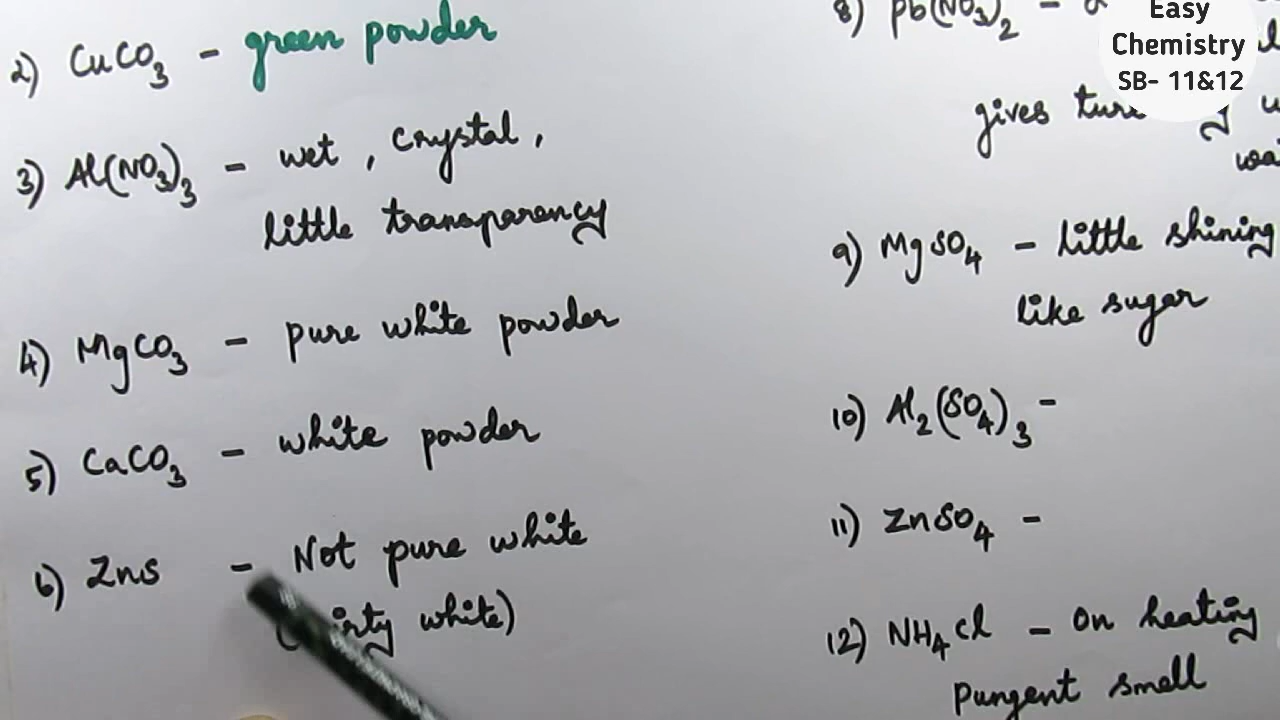 2) CuCO3 - green powder
3) Al(NO3)3 - wet, crystal,
little transparency
4) MgCO3 - pure white powder
5) CaCO3 - white powder
6) ZnS - Not pure white
white)
8) Pb(NO3)2 -
gives
9) MgSO4 - little shining
like sugar
10) Al2(SO4)3 -
11) ZnSO4 -
12) NH4Cl - on heating
Pungent smell
Easy
Chemistry
SB- 11&12